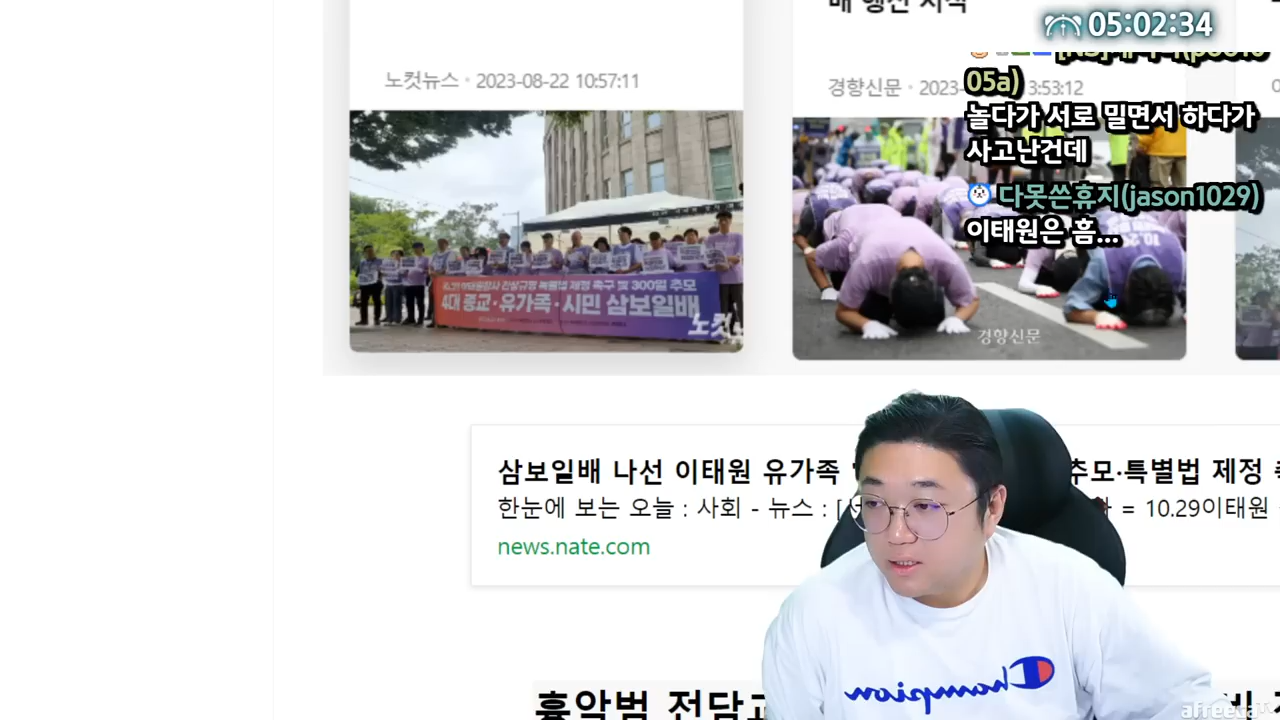 05:02:34
05a)
놀다가 서로 밀면서 하다가
사고난건데
다못쓴휴지(jason1029)
이태원은 흠...
노컷뉴스 · 2023-08-22 10:57:11
경향신문 · 2023- 3:53:12
4대 종교·유가족·시민 삼보일배
노컷
경향신문
삼보일배 나선 이태원 유가족 추모·특별법 제정
한눈에 보는 오늘 : 사회 - 뉴스 : [ = 10.29이태원
news.nate.com
Champion
흉악범 전담
afreeca